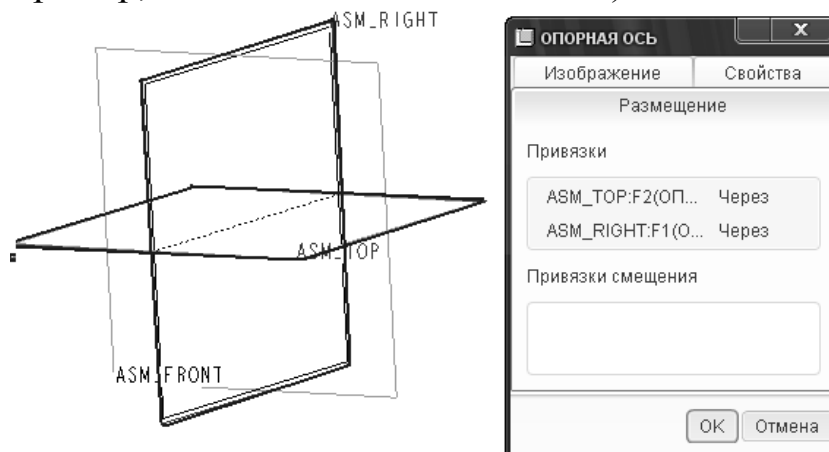 ASM_RIGHT
ASM_TOP
ASM_FRONT
ОПОРНАЯ ОСЬ
x
Изображение
Свойства
Размещение
Привязки
ASM_TOP:F2(ОП... Через
ASM_RIGHT:F1(О... Через
Привязки смещения
OK
Отмена